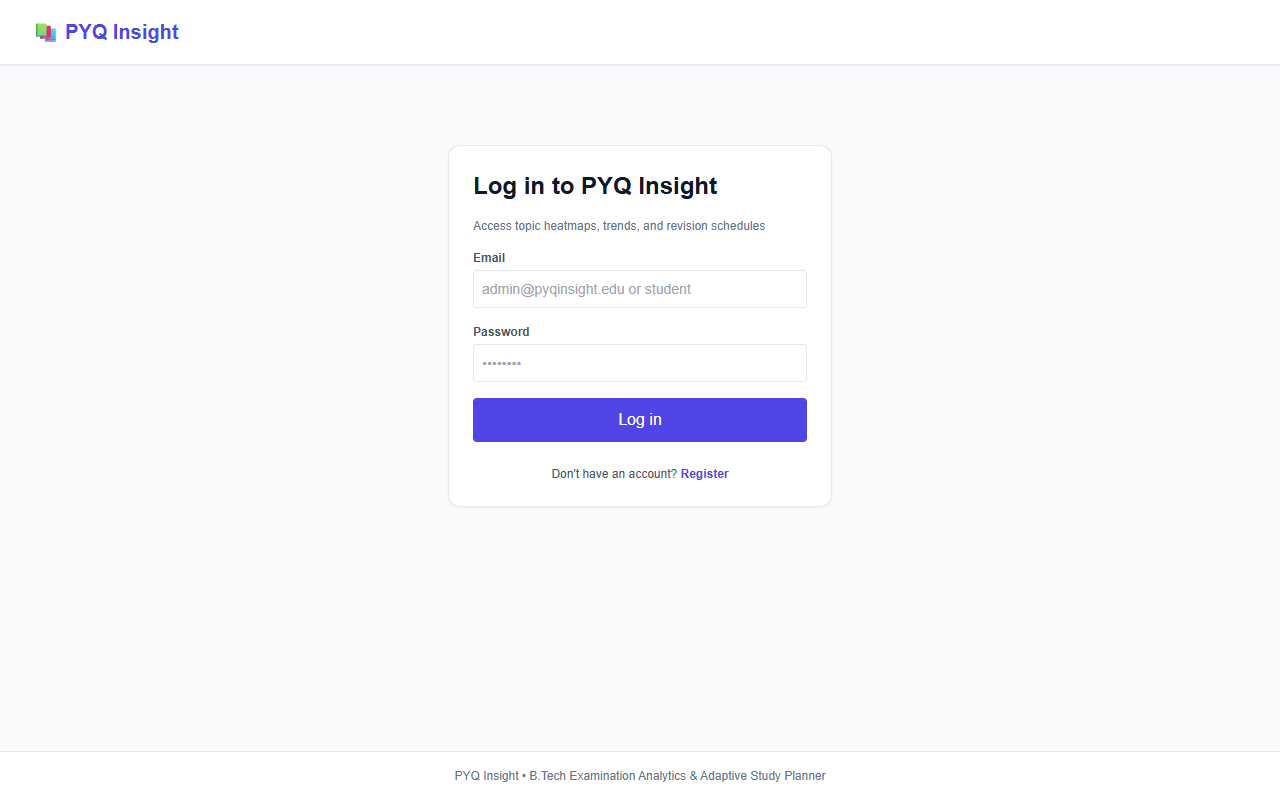 PYQ Insight
Log in to PYQ Insight
Access topic heatmaps, trends, and revision schedules
Email
admin@pyqinsight.edu or student
Password
••••••••
Log in
Don't have an account? Register
PYQ Insight • B.Tech Examination Analytics & Adaptive Study Planner